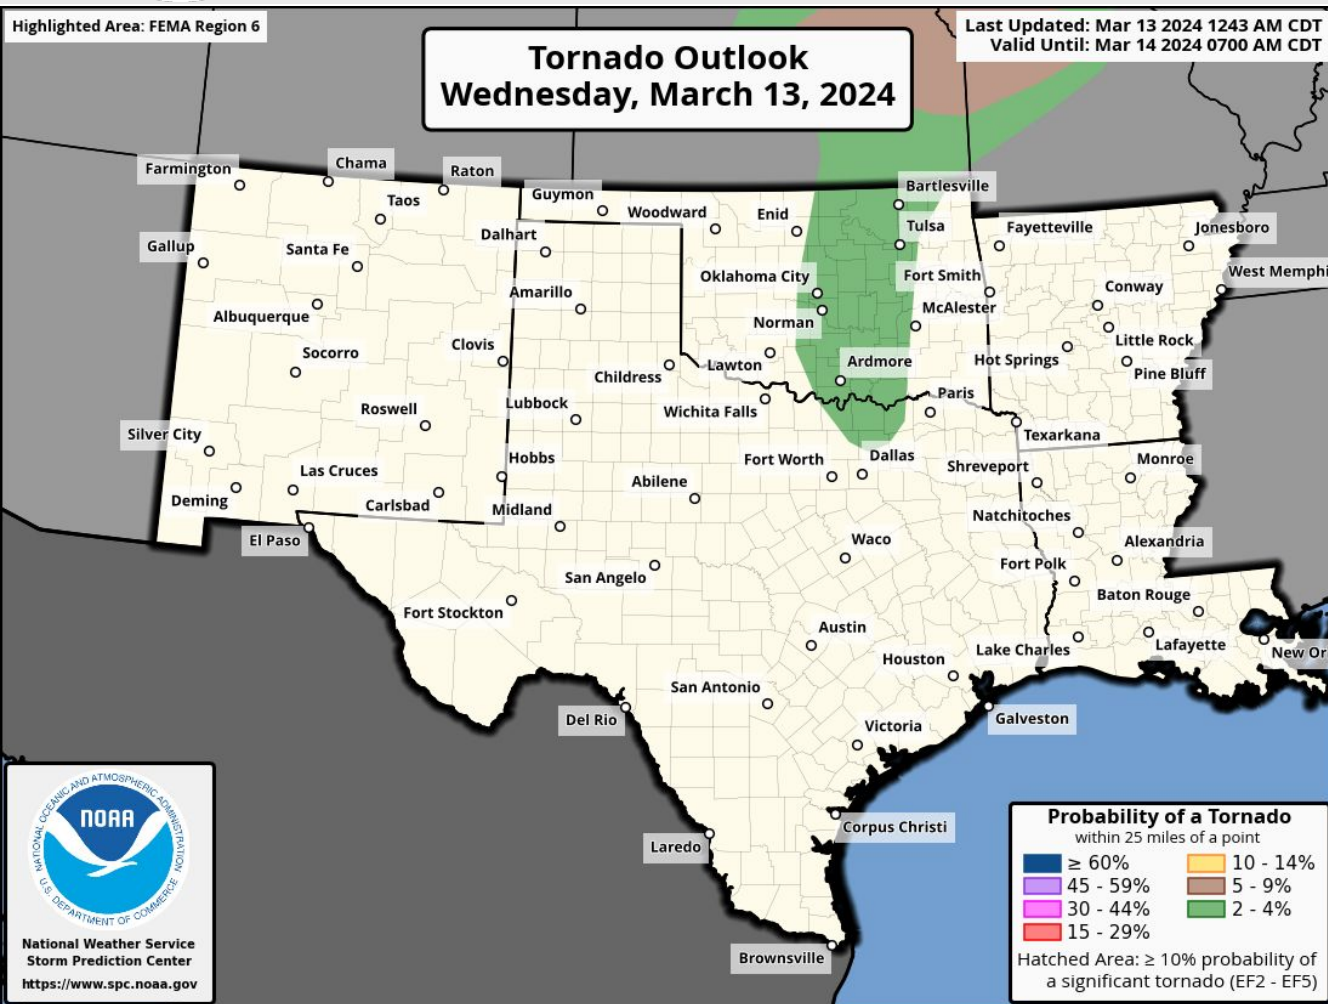 Highlighted Area: FEMA Region 6
Last Updated: Mar 13 2024 1243 AM CDT
Valid Until: Mar 14 2024 0700 AM CDT
Tornado Outlook
Wednesday, March 13, 2024
Farmington
Chama
Raton
Taos
Guymon
Woodward
Enid
Bartlesville
Tulsa
Fayetteville
Jonesboro
Gallup
Santa Fe
Dalhart
Oklahoma City
Fort Smith
West Memphi
Albuquerque
Amarillo
Norman
McAlester
Conway
Little Rock
Socorro
Clovis
Childress
Lawton
Ardmore
Hot Springs
Pine Bluff
Roswell
Lubbock
Wichita Falls
Paris
Texarkana
Silver City
Las Cruces
Hobbs
Fort Worth
Dallas
Shreveport
Monroe
Deming
Carlsbad
Midland
Abilene
Natchitoches
El Paso
San Angelo
Waco
Fort Polk
Alexandria
Fort Stockton
Baton Rouge
Austin
Houston
Lake Charles
Lafayette
New Or
San Antonio
Del Rio
Victoria
Galveston
Laredo
Corpus Christi
Brownsville
NATIONAL OCEANIC AND ATMOSPHERIC ADMINISTRATION
NOAA
U.S. DEPARTMENT OF COMMERCE
National Weather Service
Storm Prediction Center
https://www.spc.noaa.gov
Probability of a Tornado
within 25 miles of a point
≥ 60%
10 - 14%
45 - 59%
5 - 9%
30 - 44%
2 - 4%
15 - 29%
Hatched Area: ≥ 10% probability of
a significant tornado (EF2 - EF5)